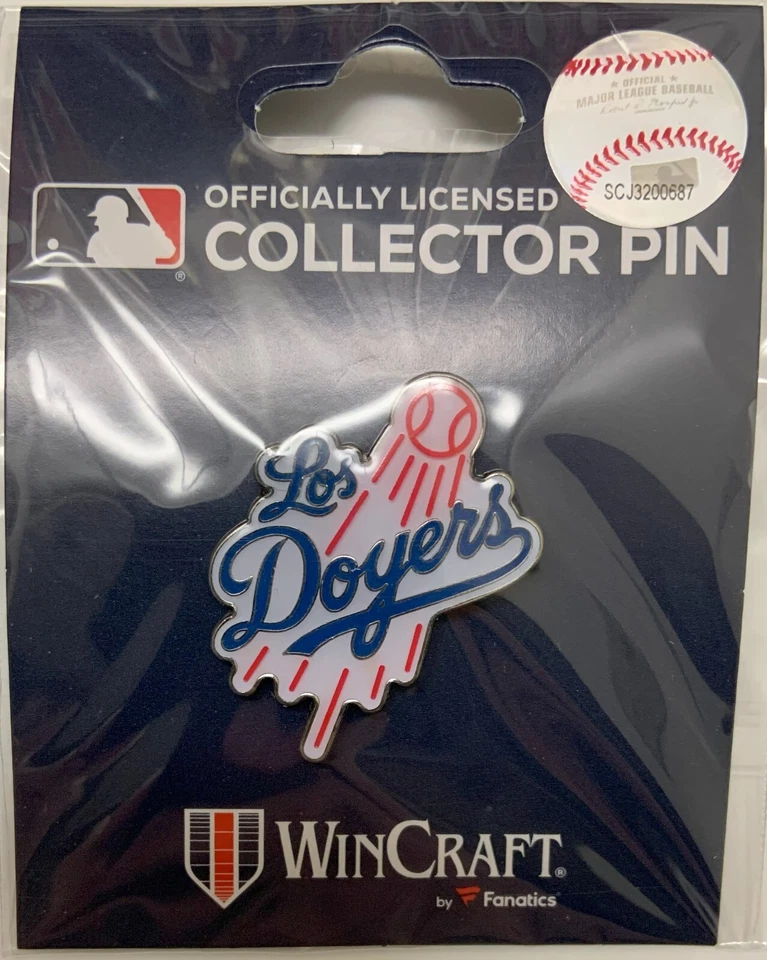 OFFICIAL
MAJOR LEAGUE BASEBALL
SCJ3200687
OFFICIALLY LICENSED
COLLECTOR PIN
®
Los
Doyers
WINCRAFT®
by Fanatics